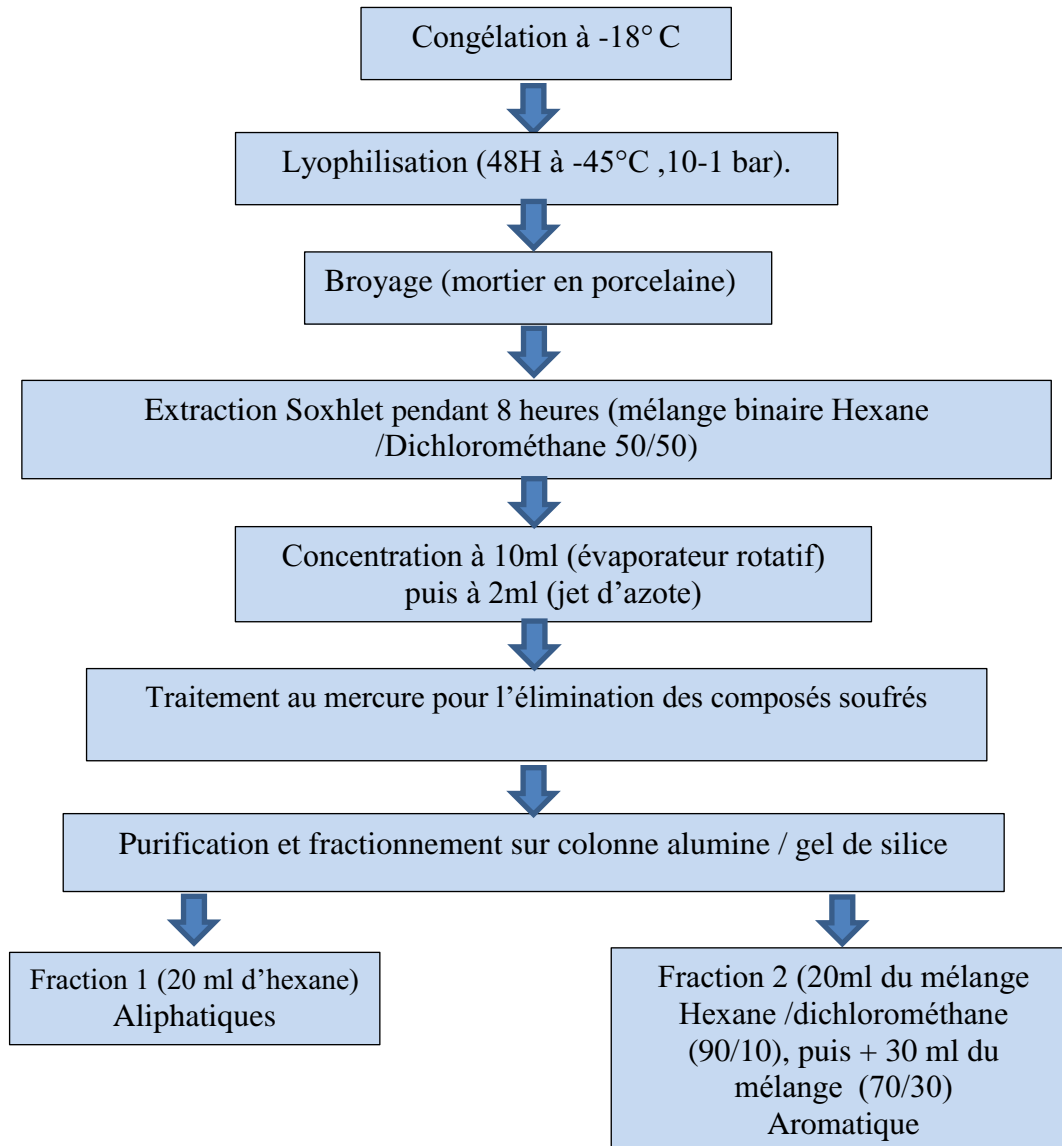 Congélation à -18° C
Lyophilisation (48H à -45°C ,10-1 bar).
Broyage (mortier en porcelaine)
Extraction Soxhlet pendant 8 heures (mélange binaire Hexane
/Dichlorométhane 50/50)
Concentration à 10ml (évaporateur rotatif)
puis à 2ml (jet d’azote)
Traitement au mercure pour l’élimination des composés soufrés
Purification et fractionnement sur colonne alumine / gel de silice
Fraction 1 (20 ml d’hexane)
Aliphatiques
Fraction 2 (20ml du mélange
Hexane /dichlorométhane
(90/10), puis + 30 ml du
mélange (70/30)
Aromatique